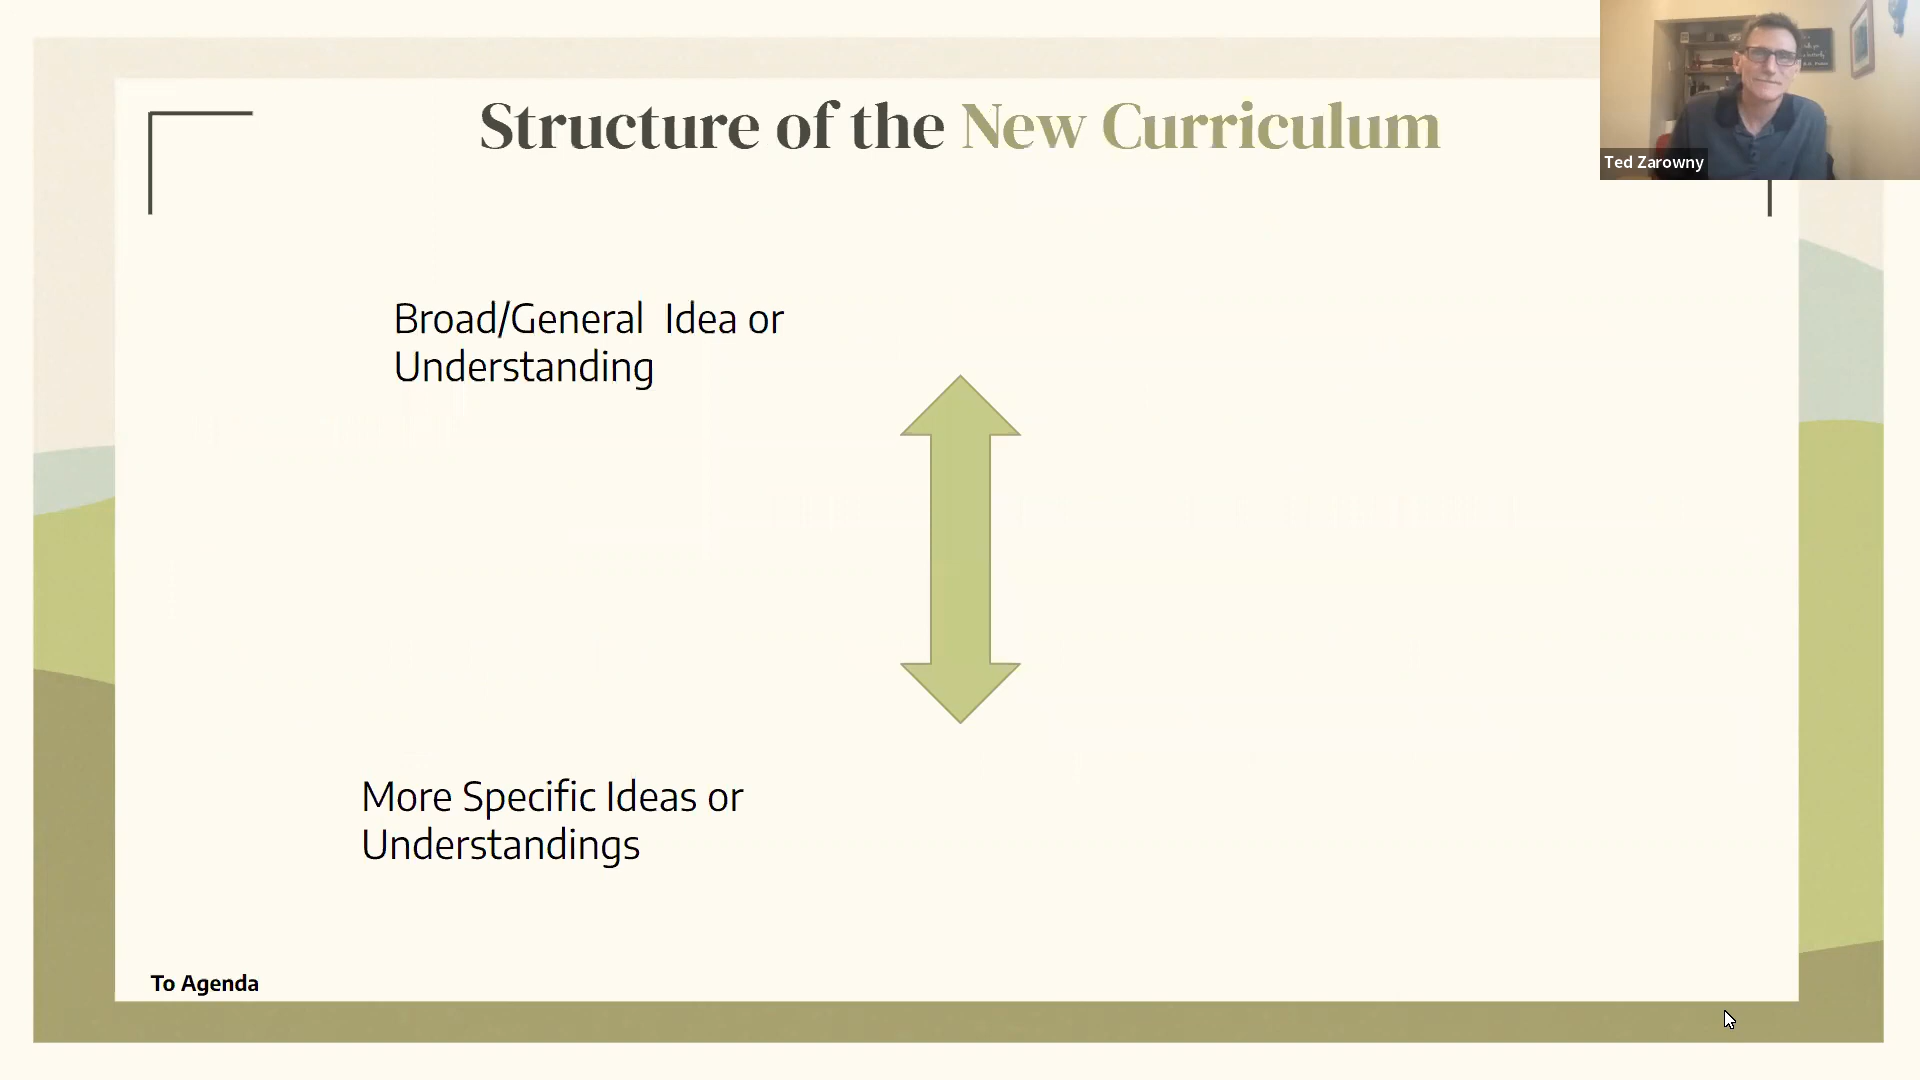 Structure of the New Curriculum
Ted Zarowny
Broad/General Idea or
Understanding
More Specific Ideas or
Understandings
To Agenda